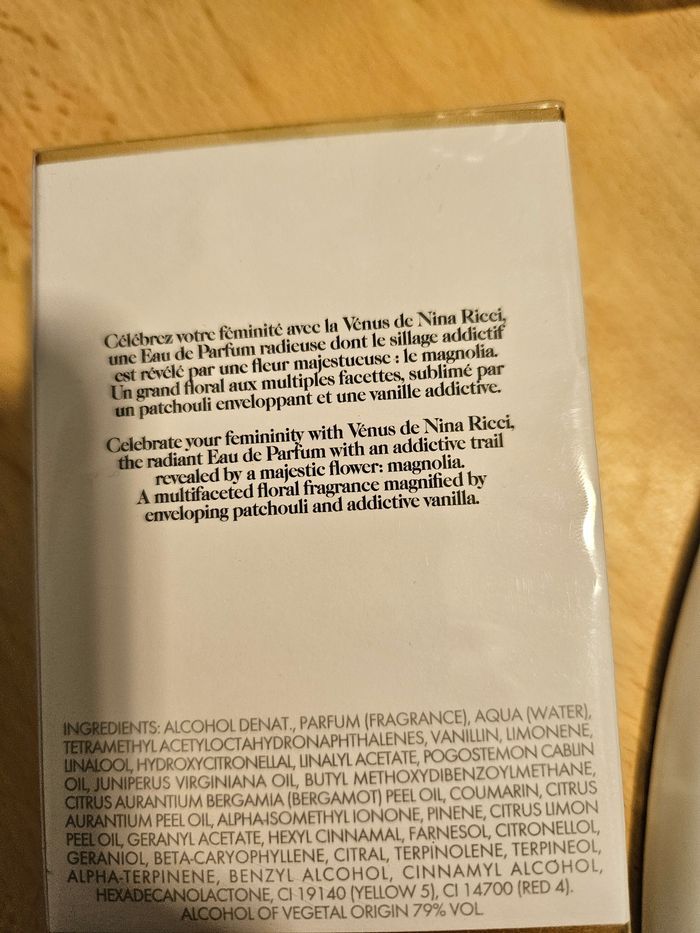 Célébrez votre féminité avec la Vénus de Nina Ricci,
une Eau de Parfum radieuse dont le sillage addictif
est révélé par une fleur majestueuse : le magnolia.
Un grand floral aux multiples facettes, sublimé par
un patchouli enveloppant et une vanille addictive.
Celebrate your femininity with Vénus de Nina Ricci,
the radiant Eau de Parfum with an addictive trail
revealed by a majestic flower: magnolia.
A multifaceted floral fragrance magnified by
enveloping patchouli and addictive vanilla.
INGREDIENTS: ALCOHOL DENAT., PARFUM (FRAGRANCE), AQUA (WATER),
TETRAMETHYL ACETYLOCTAHYDRONAPHTHALENES, VANILLIN, LIMONENE,
LINALOOL, HYDROXYCITRONELLAL, LINALYL ACETATE, POGOSTEMON CABLIN
OIL, JUNIPERUS VIRGINIANA OIL, BUTYL METHOXYDIBENZOYLMETHANE,
CITRUS AURANTIUM BERGAMIA (BERGAMOT) PEEL OIL, COUMARIN, CITRUS
AURANTIUM PEEL OIL, ALPHA-ISOMETHYL IONONE, PINENE, CITRUS LIMON
PEEL OIL, GERANYL ACETATE, HEXYL CINNAMAL, FARNESOL, CITRONELLOL,
GERANIOL, BETA-CARYOPHYLLENE, CITRAL, TERPINOLENE, TERPINEOL,
ALPHA-TERPINENE, BENZYL ALCOHOL, CINNAMYL ALCOHOL,
HEXADECANOLACTONE, CI 19140 (YELLOW 5), CI 14700 (RED 4).
ALCOHOL OF VEGETAL ORIGIN 79% VOL